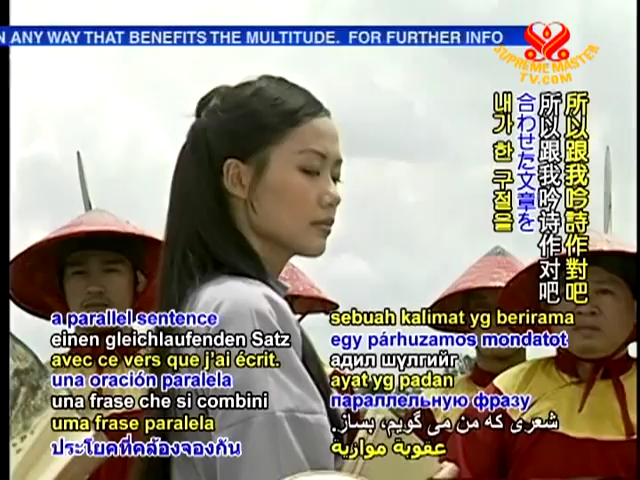 N ANY WAY THAT BENEFITS THE MULTITUDE. FOR FURTHER INFO
SUPREME MASTER
TV.COM
所以跟我吟詩作對吧
所以跟我吟诗作对吧
合わせた文章を
내가 한 구절을
a parallel sentence
einen gleichlaufenden Satz
avec ce vers que j'ai écrit.
una oración paralela
una frase che si combini
uma frase paralela
ประโยคที่คล้องจองกัน
sebuah kalimat yg berirama
egy párhuzamos mondatot
адил шүлгийг
ayat yg padan
параллельную фразу
شعری که من می گویم، بساز.
عقوبة موازية